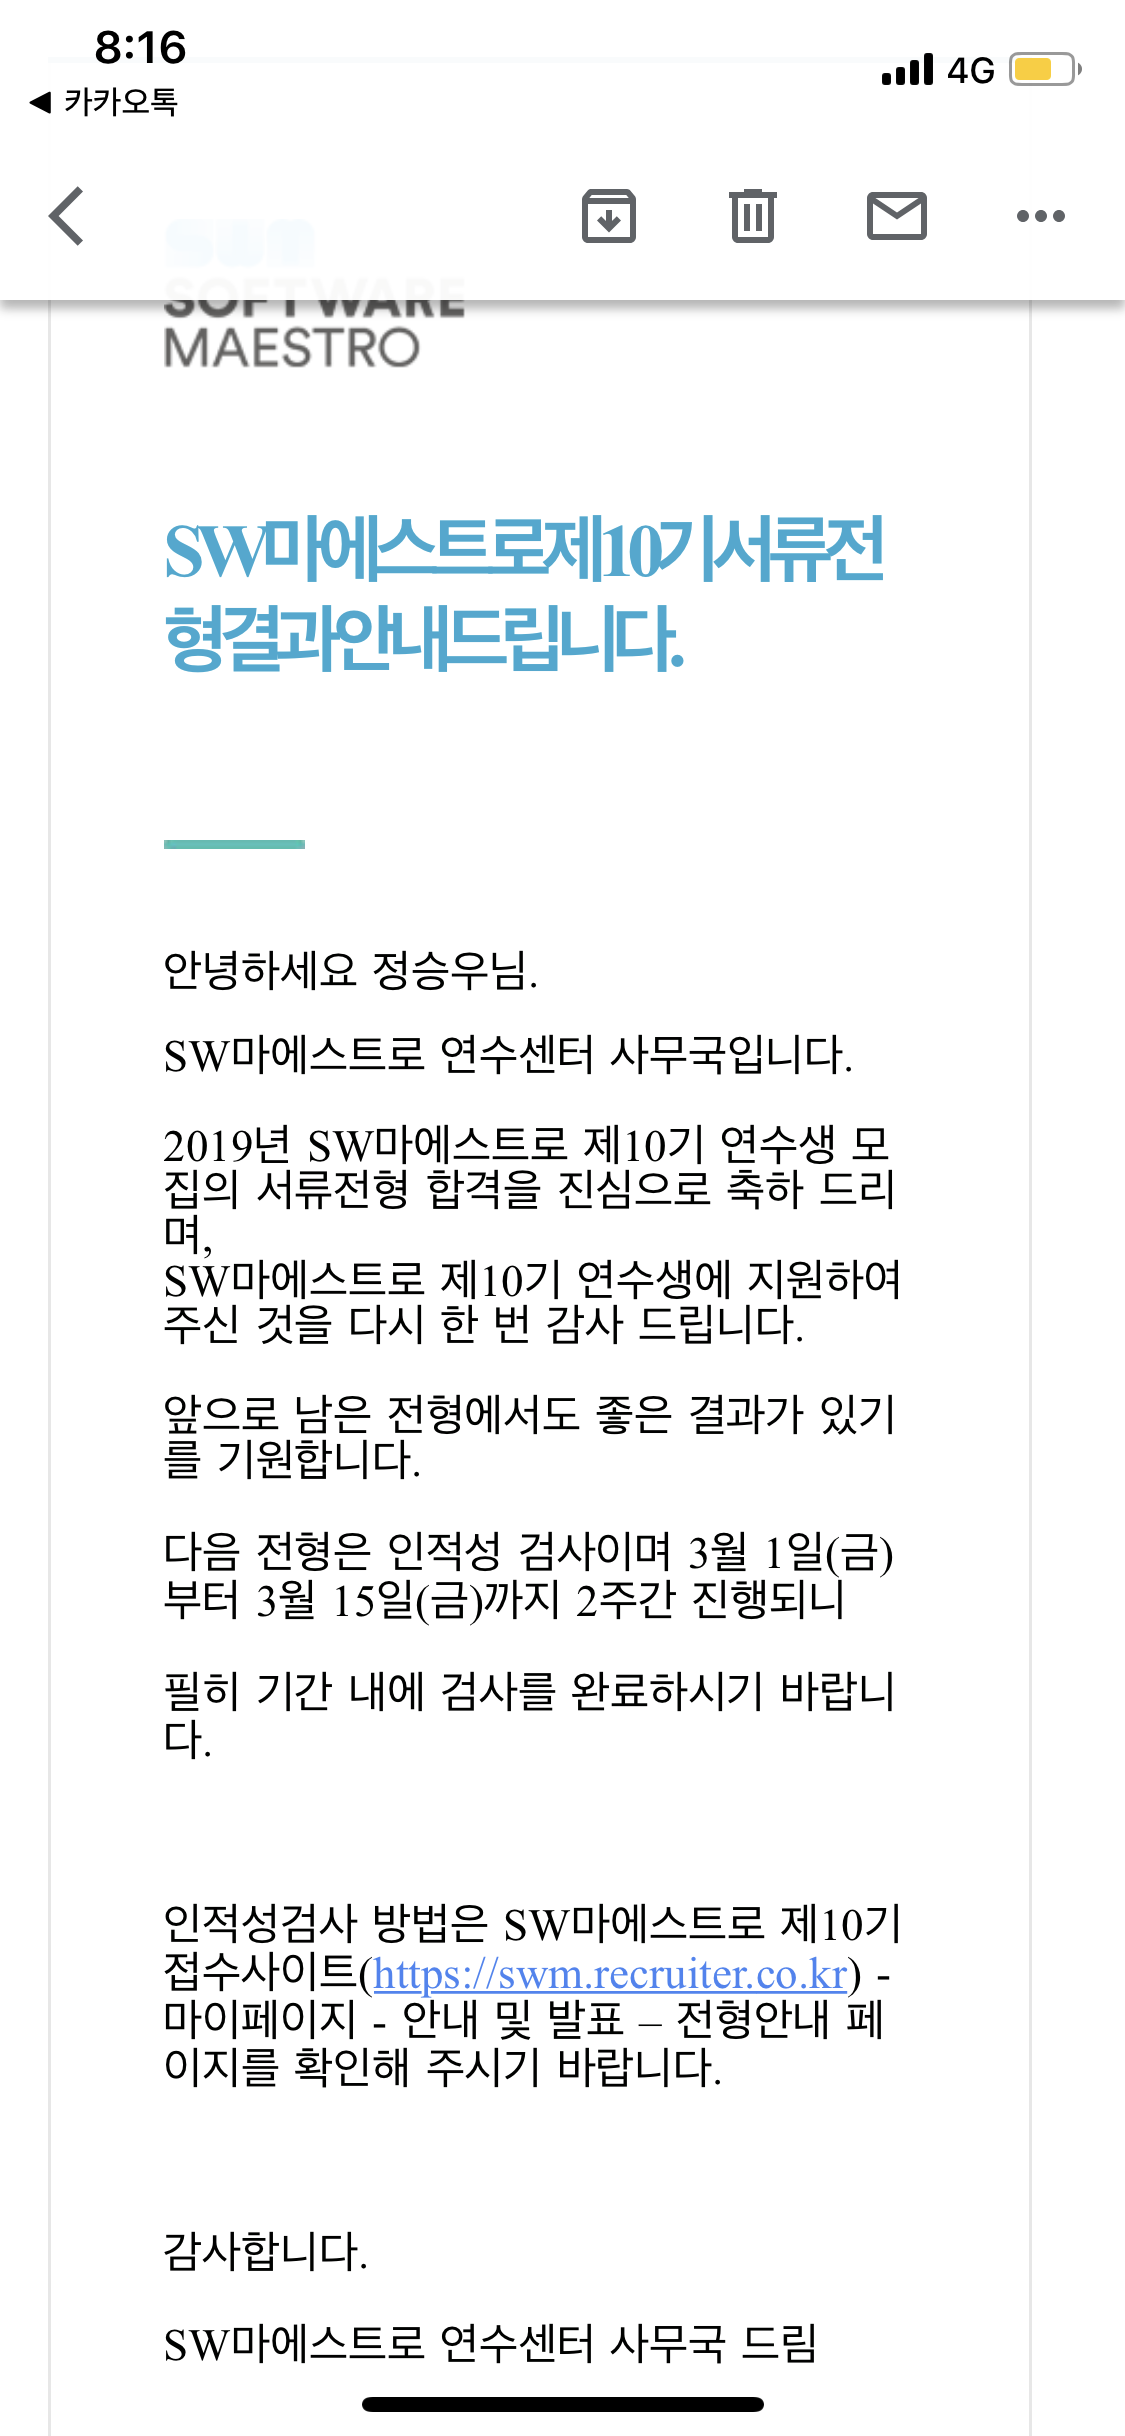 8:16
4G
◀ 카카오톡
SOFTWARE
MAESTRO
SW마에스트로제10기서류전
형결과안내드립니다.
안녕하세요 정승우님.
SW마에스트로 연수센터 사무국입니다.
2019년 SW마에스트로 제10기 연수생 모
집의 서류전형 합격을 진심으로 축하 드리
며,
SW마에스트로 제10기 연수생에 지원하여
주신 것을 다시 한 번 감사 드립니다.
앞으로 남은 전형에서도 좋은 결과가 있기
를 기원합니다.
다음 전형은 인적성 검사이며 3월 1일(금)
부터 3월 15일(금)까지 2주간 진행되니
필히 기간 내에 검사를 완료하시기 바랍니
다.
인적성검사 방법은 SW마에스트로 제10기
접수사이트(https://swm.recruiter.co.kr) -
마이페이지 - 안내 및 발표 – 전형안내 페
이지를 확인해 주시기 바랍니다.
감사합니다.
SW마에스트로 연수센터 사무국 드림